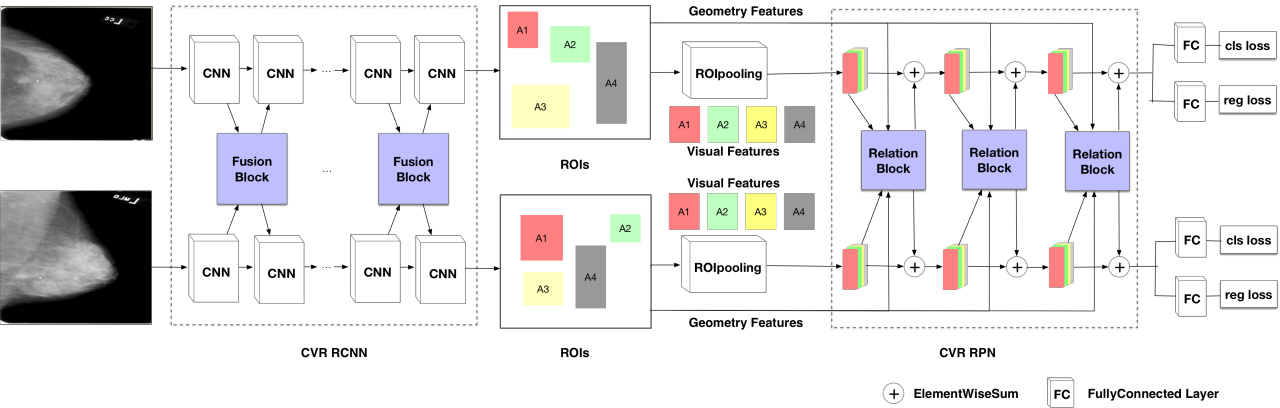 Lcc
Geometry Features
CNN
CNN
...
CNN
CNN
A1
A2
A4
A3
ROIpooling
A1
A2
A3
A4
Visual Features
Fusion
Block
...
Fusion
Block
ROIs
Relation
Block
Relation
Block
Relation
Block
+
+
+
FC
cls loss
FC
reg loss
LMLO
CNN
CNN
...
CNN
CNN
A1
A2
A3
A4
Visual Features
A1
A2
A3
A4
ROIpooling
Geometry Features
+
+
+
FC
cls loss
FC
reg loss
CVR RCNN
ROIs
CVR RPN
+
ElementWiseSum
FC
FullyConnected Layer